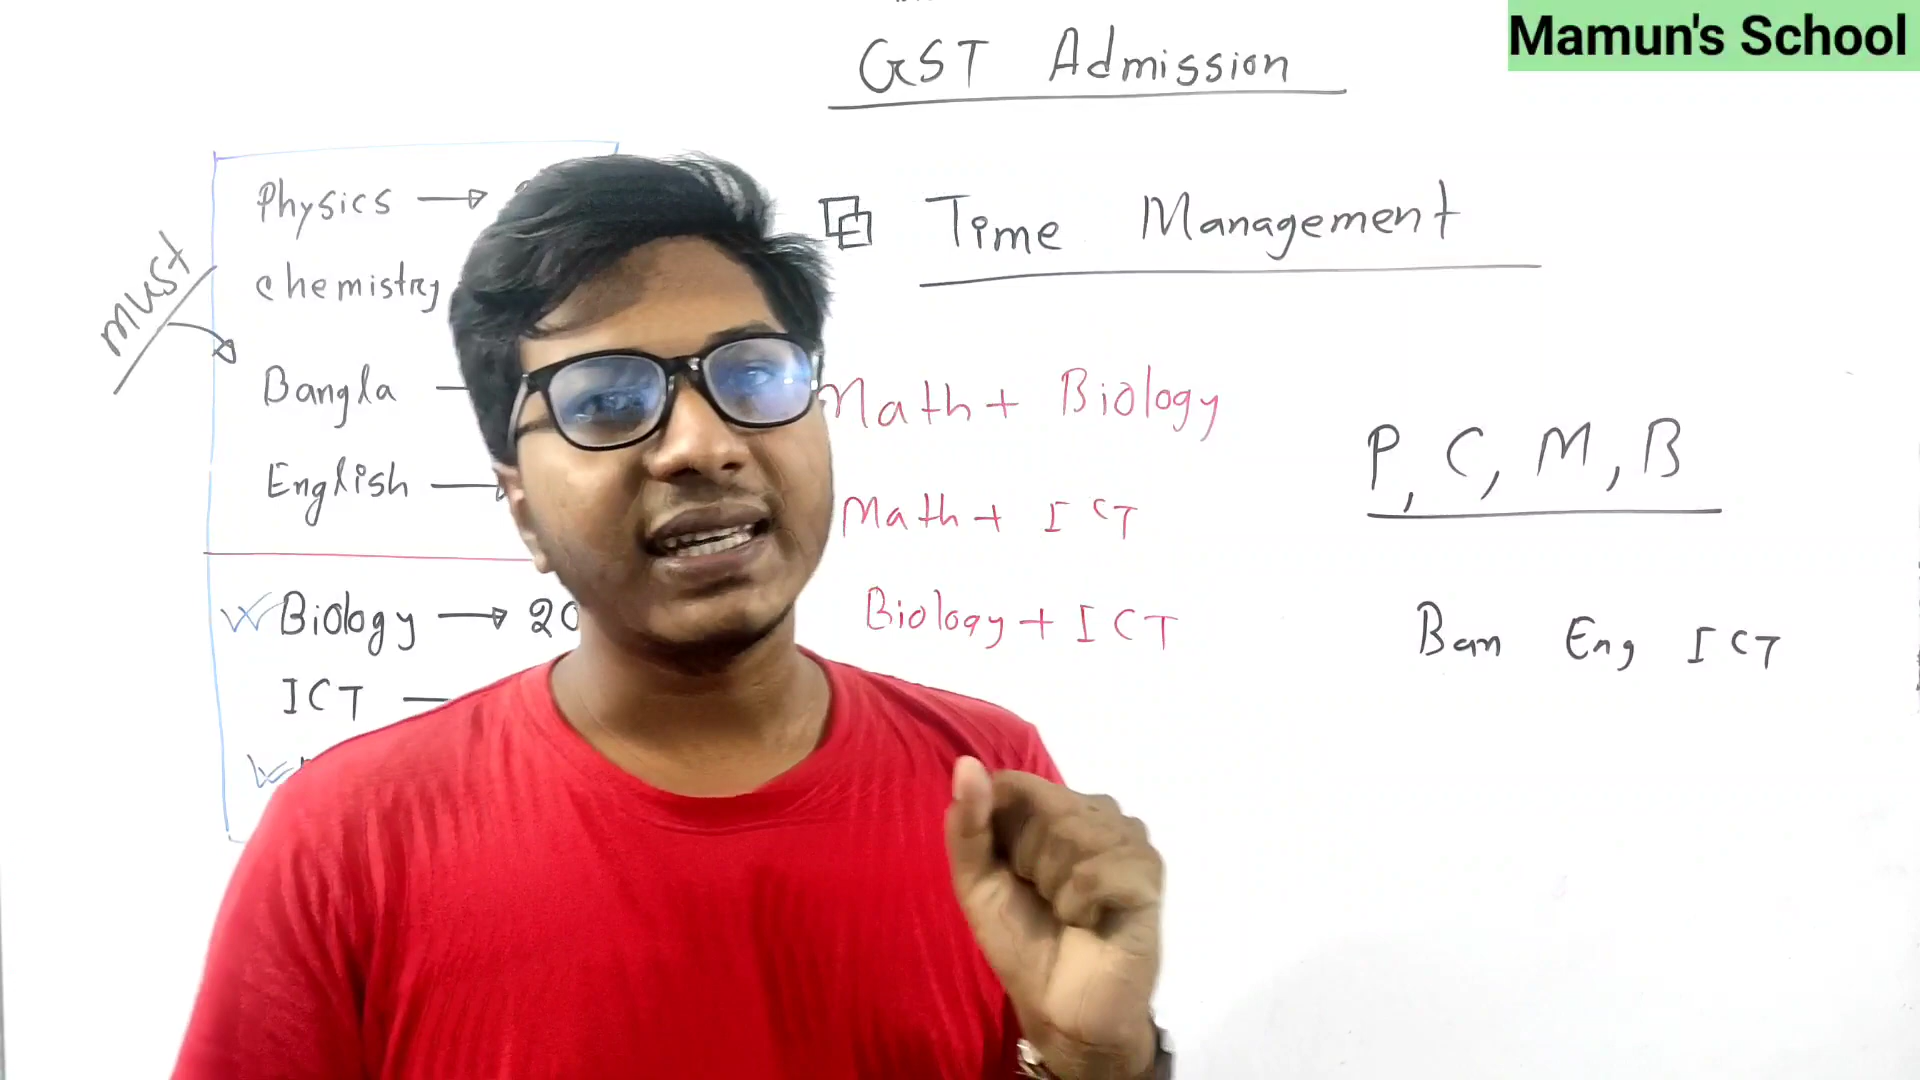 Mamun's School
GST Admission
Time Management
must
Physics →
chemistry
Bangla
English
Biology → 20
ICT
Math + Biology
Math + ICT
Biology + ICT
P, C, M, B
Ban Eng ICT